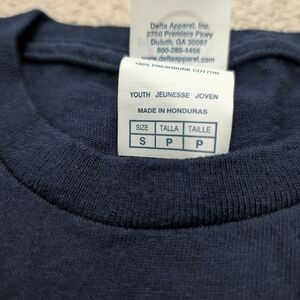 Delta Apparel, Inc.
2750 Premiere Pkwy
Duluth, GA 30097
800-285-4456
www.deltaapparel.com
100% PRESHRUNK COTTON
YOUTH JEUNESSE JOVEN
MADE IN HONDURAS
SIZE TALLA TAILLE
S P P